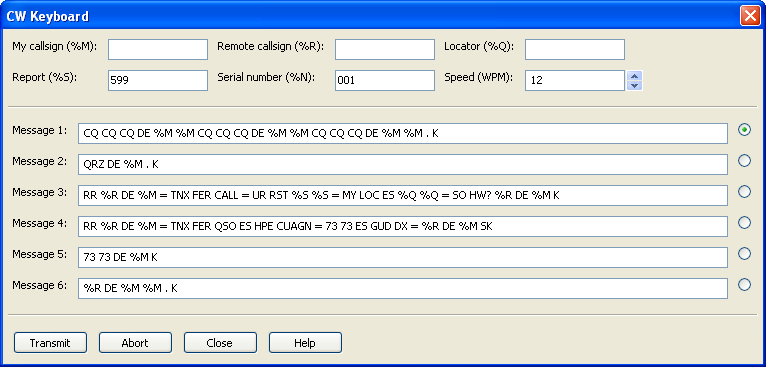 CW Keyboard
My callsign (%M): Remote callsign (%R): Locator (%Q):
Report (%S): 599 Serial number (%N): 001 Speed (WPM): 12
Message 1: CQ CQ CQ DE %M %M CQ CQ CQ DE %M %M CQ CQ CQ DE %M %M . K
Message 2: QRZ DE %M . K
Message 3: RR %R DE %M = TNX FER CALL = UR RST %S %S = MY LOC ES %Q %Q = SO HW? %R DE %M K
Message 4: RR %R DE %M = TNX FER QSO ES HPE CUAGN = 73 73 ES GUD DX = %R DE %M SK
Message 5: 73 73 DE %M K
Message 6: %R DE %M %M . K
Transmit Abort Close Help